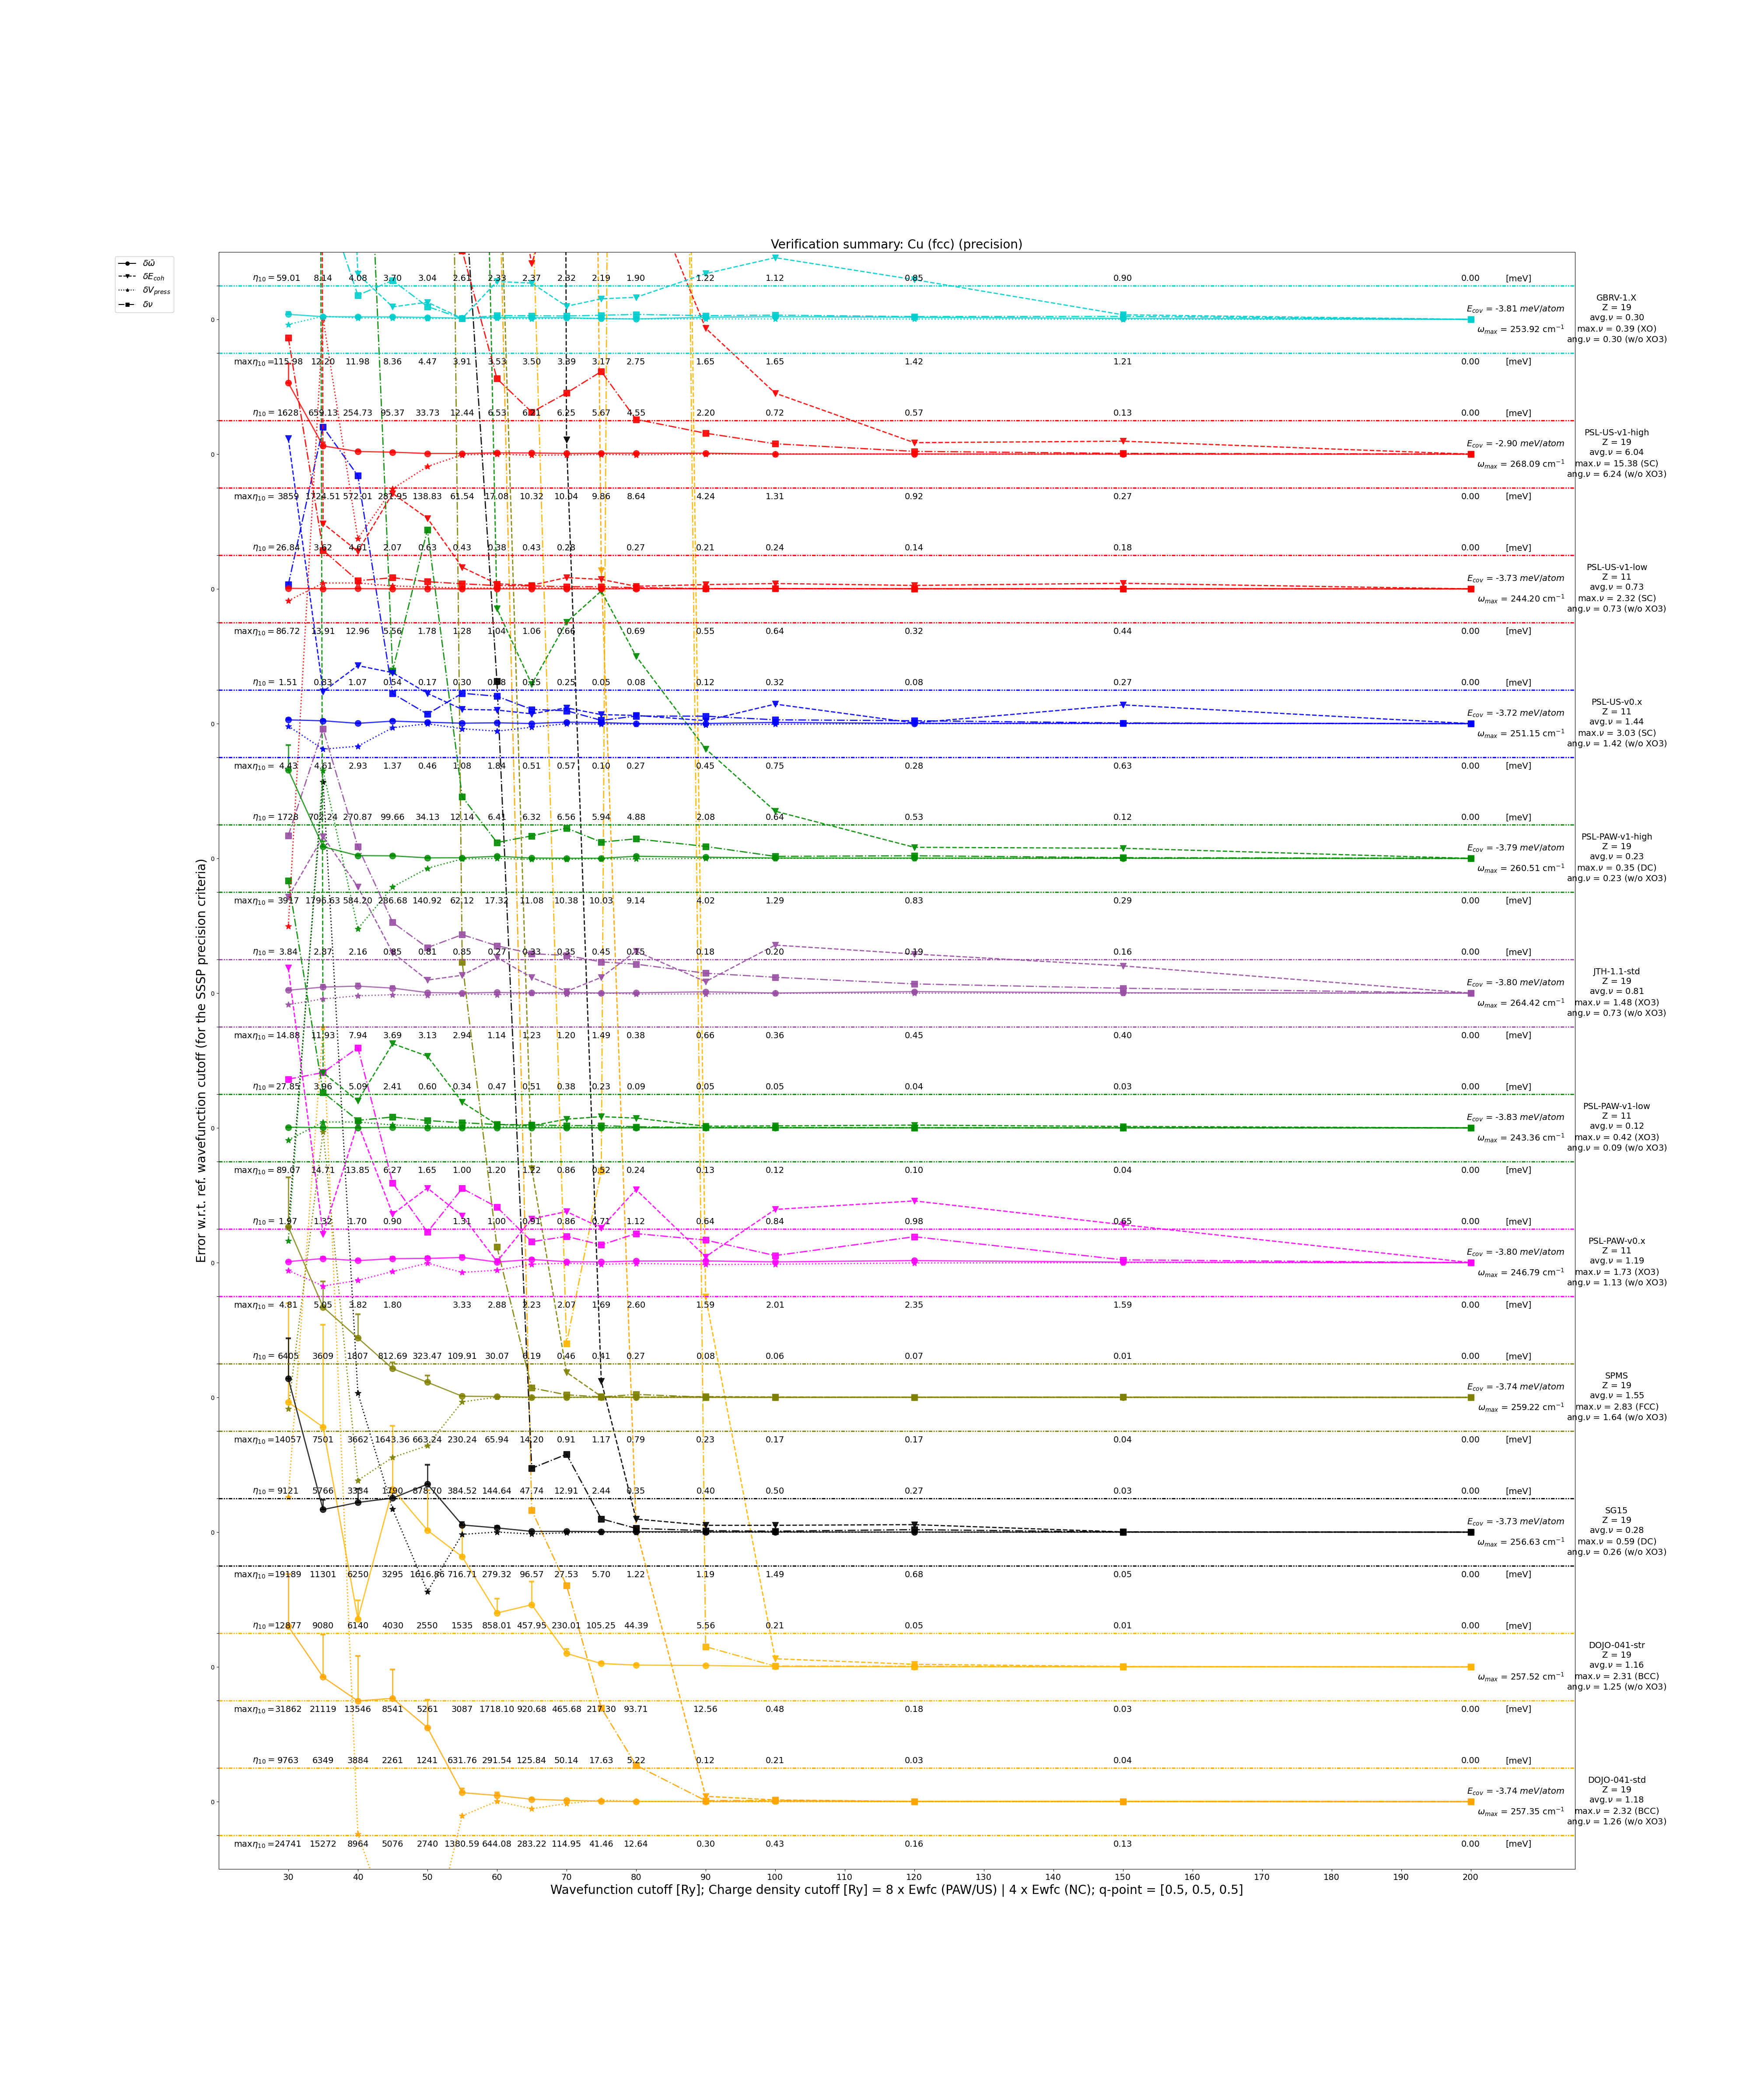 Verification summary: Cu (fcc) (precision)
δω̄
δE_coh
δV_press
δν
η₁₀ = 59.01 8.14 4.08 3.70 3.04 2.61 2.33 2.37 2.32 2.19 1.90 1.22 1.12 0.85 0.90 0.00 [meV]
GBRV-1.X
Z = 19
avg.ν = 0.30
max.ν = 0.39 (XO)
ang.ν = 0.30 (w/o XO3)
E_cov = -3.81 meV/atom
ω_max = 253.92 cm⁻¹
maxη₁₀ = 115.98 12.20 11.98 8.36 4.47 3.91 3.53 3.50 3.39 3.17 2.75 1.65 1.65 1.42 1.21 0.00 [meV]
η₁₀ = 1628 659.13 254.73 95.37 33.73 12.44 6.53 6.21 6.25 5.67 4.55 2.20 0.72 0.57 0.13 0.00 [meV]
PSL-US-v1-high
Z = 19
avg.ν = 6.04
max.ν = 15.38 (SC)
ang.ν = 6.24 (w/o XO3)
E_cov = -2.90 meV/atom
ω_max = 268.09 cm⁻¹
maxη₁₀ = 3859 1724.51 572.01 281.95 138.83 61.54 17.08 10.32 10.04 9.86 8.64 4.24 1.31 0.92 0.27 0.00 [meV]
η₁₀ = 26.84 3.62 4.61 2.07 0.63 0.43 0.38 0.43 0.28 0.27 0.21 0.24 0.14 0.18 0.00 [meV]
PSL-US-v1-low
Z = 11
avg.ν = 0.73
max.ν = 2.32 (SC)
ang.ν = 0.73 (w/o XO3)
E_cov = -3.73 meV/atom
ω_max = 244.20 cm⁻¹
maxη₁₀ = 86.72 13.91 12.96 5.56 1.78 1.28 1.04 1.06 0.66 0.69 0.55 0.64 0.32 0.44 0.00 [meV]
η₁₀ = 1.51 0.83 1.07 0.54 0.17 0.30 0.25 0.05 0.08 0.12 0.32 0.08 0.27 0.00 [meV]
PSL-US-v0.x
Z = 11
avg.ν = 1.44
max.ν = 3.03 (SC)
ang.ν = 1.42 (w/o XO3)
E_cov = -3.72 meV/atom
ω_max = 251.15 cm⁻¹
maxη₁₀ = 4.43 4.61 2.93 1.37 0.46 1.08 1.84 0.51 0.57 0.10 0.27 0.45 0.75 0.28 0.63 0.00 [meV]
η₁₀ = 1728 702.24 270.87 99.66 34.13 12.14 6.41 6.32 6.56 5.94 4.88 2.08 0.64 0.53 0.12 0.00 [meV]
PSL-PAW-v1-high
Z = 19
avg.ν = 0.23
max.ν = 0.35 (DC)
ang.ν = 0.23 (w/o XO3)
E_cov = -3.79 meV/atom
ω_max = 260.51 cm⁻¹
maxη₁₀ = 3917 1796.63 584.20 286.68 140.92 62.12 17.32 11.08 10.38 10.03 9.14 4.02 1.29 0.83 0.29 0.00 [meV]
η₁₀ = 3.84 2.87 2.16 0.85 0.81 0.85 0.27 0.33 0.35 0.45 0.15 0.18 0.20 0.19 0.16 0.00 [meV]
JTH-1.1-std
Z = 19
avg.ν = 0.81
max.ν = 1.48 (XO3)
ang.ν = 0.73 (w/o XO3)
E_cov = -3.80 meV/atom
ω_max = 264.42 cm⁻¹
maxη₁₀ = 14.88 11.93 7.94 3.69 3.13 2.94 1.14 1.23 1.20 1.49 0.38 0.66 0.36 0.45 0.40 0.00 [meV]
η₁₀ = 27.85 3.96 5.09 2.41 0.60 0.34 0.47 0.51 0.38 0.23 0.09 0.05 0.05 0.04 0.03 0.00 [meV]
PSL-PAW-v1-low
Z = 11
avg.ν = 0.12
max.ν = 0.42 (XO3)
ang.ν = 0.09 (w/o XO3)
E_cov = -3.83 meV/atom
ω_max = 243.36 cm⁻¹
maxη₁₀ = 89.07 14.71 13.85 6.27 1.65 1.00 1.20 1.22 0.86 0.52 0.24 0.13 0.12 0.10 0.04 0.00 [meV]
η₁₀ = 1.97 1.32 1.70 0.90 1.31 1.00 0.91 0.86 0.71 1.12 0.64 0.84 0.98 0.65 0.00 [meV]
PSL-PAW-v0.x
Z = 11
avg.ν = 1.19
max.ν = 1.73 (XO3)
ang.ν = 1.13 (w/o XO3)
E_cov = -3.80 meV/atom
ω_max = 246.79 cm⁻¹
maxη₁₀ = 4.81 5.05 3.82 1.80 3.33 2.88 2.23 2.07 1.69 2.60 1.59 2.01 2.35 1.59 0.00 [meV]
η₁₀ = 6405 3609 1807 812.69 323.47 109.91 30.07 6.19 0.46 0.41 0.27 0.08 0.06 0.07 0.01 0.00 [meV]
SPMS
Z = 19
avg.ν = 1.55
max.ν = 2.83 (FCC)
ang.ν = 1.64 (w/o XO3)
E_cov = -3.74 meV/atom
ω_max = 259.22 cm⁻¹
maxη₁₀ = 14057 7501 3662 1643.36 663.24 230.24 65.94 14.20 0.91 1.17 0.79 0.23 0.17 0.17 0.04 0.00 [meV]
η₁₀ = 9121 5766 3334 1790 878.70 384.52 144.64 47.74 12.91 2.44 0.35 0.40 0.50 0.27 0.03 0.00 [meV]
SG15
Z = 19
avg.ν = 0.28
max.ν = 0.59 (DC)
ang.ν = 0.26 (w/o XO3)
E_cov = -3.73 meV/atom
ω_max = 256.63 cm⁻¹
maxη₁₀ = 19189 11301 6250 3295 1616.86 716.71 279.32 96.57 27.53 5.70 1.22 1.19 1.49 0.68 0.05 0.00 [meV]
η₁₀ = 12877 9080 6140 4030 2550 1535 858.01 457.95 230.01 105.25 44.39 5.56 0.21 0.05 0.01 0.00 [meV]
DOJO-041-str
Z = 19
avg.ν = 1.16
max.ν = 2.31 (BCC)
ang.ν = 1.25 (w/o XO3)
ω_max = 257.52 cm⁻¹
maxη₁₀ = 31862 21119 13546 8541 5261 3087 1718.10 920.68 465.68 217.30 93.71 12.56 0.48 0.18 0.03 0.00 [meV]
η₁₀ = 9763 6349 3884 2261 1241 631.76 291.54 125.84 50.14 17.63 5.22 0.12 0.21 0.03 0.04 0.00 [meV]
DOJO-041-std
Z = 19
avg.ν = 1.18
max.ν = 2.32 (BCC)
ang.ν = 1.26 (w/o XO3)
E_cov = -3.74 meV/atom
ω_max = 257.35 cm⁻¹
maxη₁₀ = 24741 15272 8964 5076 2740 1380.59 644.08 283.22 114.95 41.46 12.64 0.30 0.43 0.16 0.13 0.00 [meV]
0
0
0
0
0
0
0
0
0
0
0
0
30 40 50 60 70 80 90 100 110 120 130 140 150 160 170 180 190 200
Wavefunction cutoff [Ry]; Charge density cutoff [Ry] = 8 x Ewfc (PAW/US) | 4 x Ewfc (NC); q-point = [0.5, 0.5, 0.5]
Error w.r.t. ref. wavefunction cutoff (for the SSSP precision criteria)